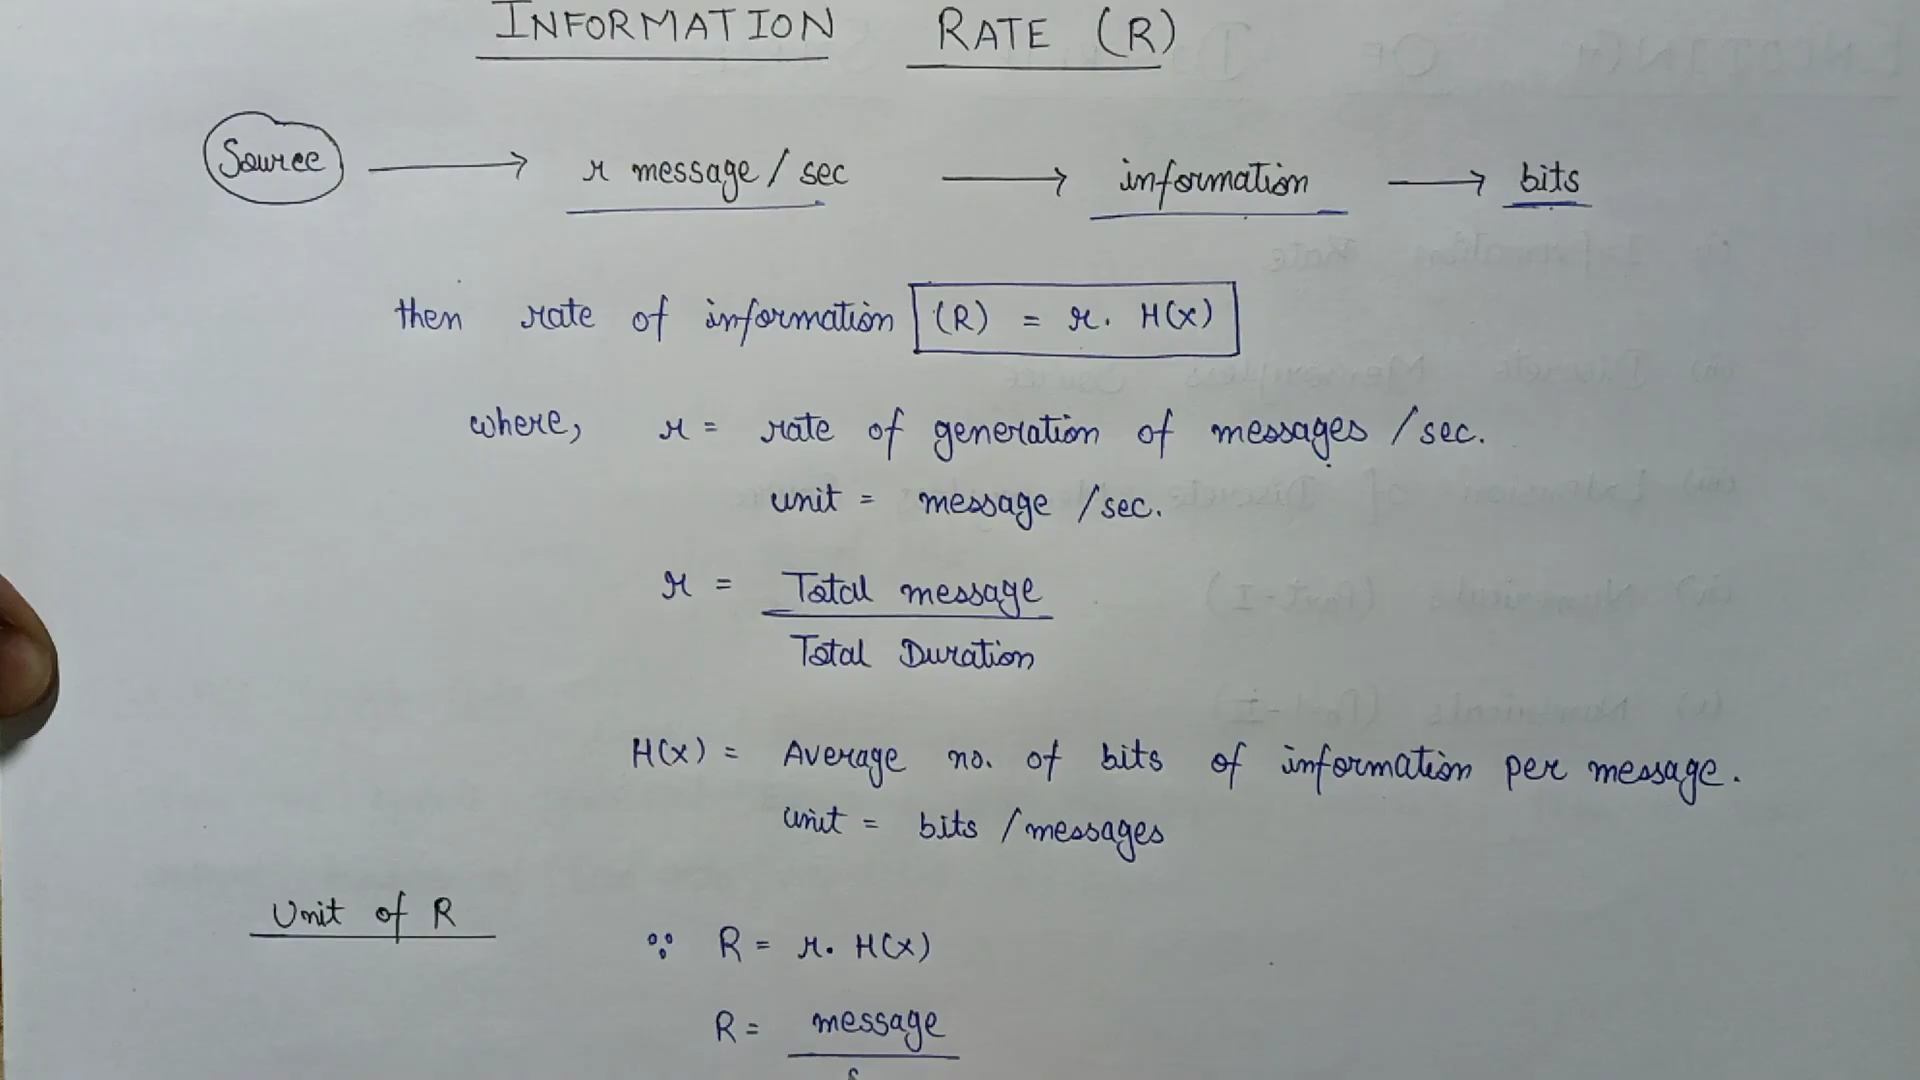 INFORMATION RATE (R)
Source → r message / sec → information → bits
then rate of information (R) = r. H(x)
where, r = rate of generation of messages /sec.
unit = message /sec.
r = Total message
Total Duration
H(x) = Average no. of bits of information per message.
unit = bits /messages
Unit of R
∵ R = r. H(x)
R = message